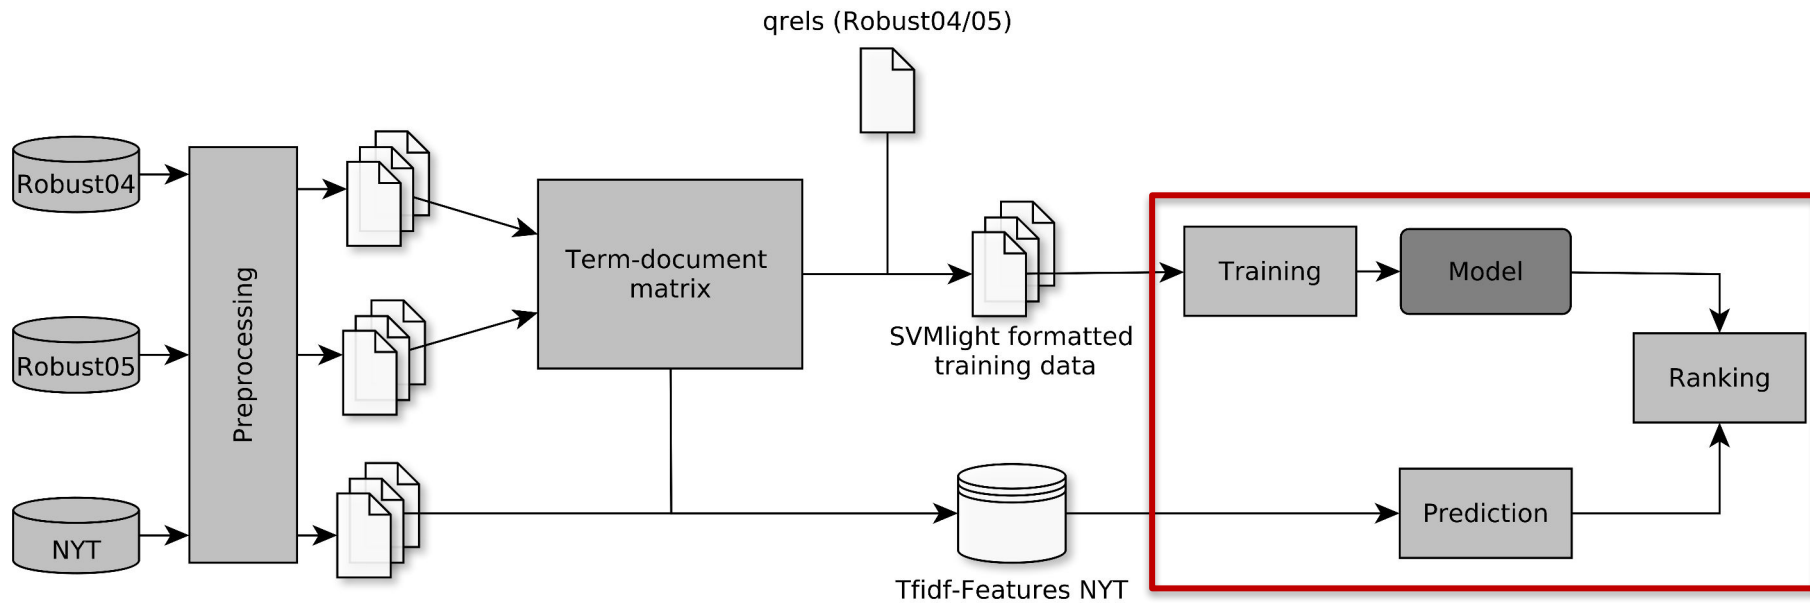 qrels (Robust04/05)
Robust04
Robust05
NYT
Preprocessing
Term-document
matrix
SVMlight formatted
training data
Tfidf-Features NYT
Training
Model
Ranking
Prediction